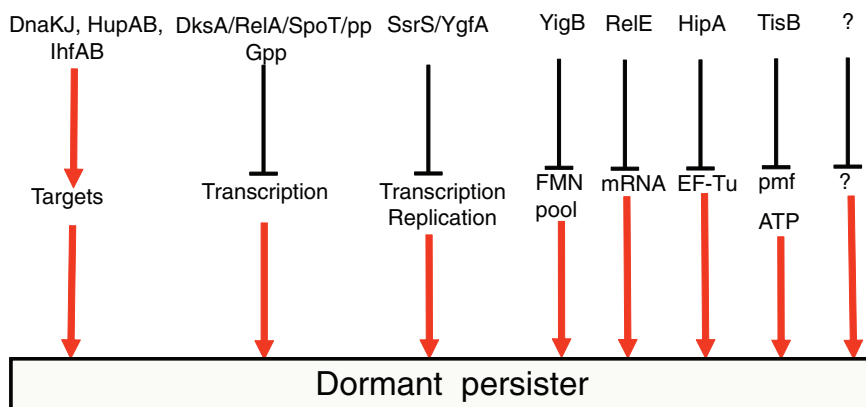 DnaKJ, HupAB,
IhfAB
DksA/RelA/SpoT/pp
Gpp
SsrS/YgfA
YigB
RelE
HipA
TisB
?
Targets
Transcription
Transcription
Replication
FMN
pool
mRNA
EF-Tu
pmf
ATP
?
Dormant persister